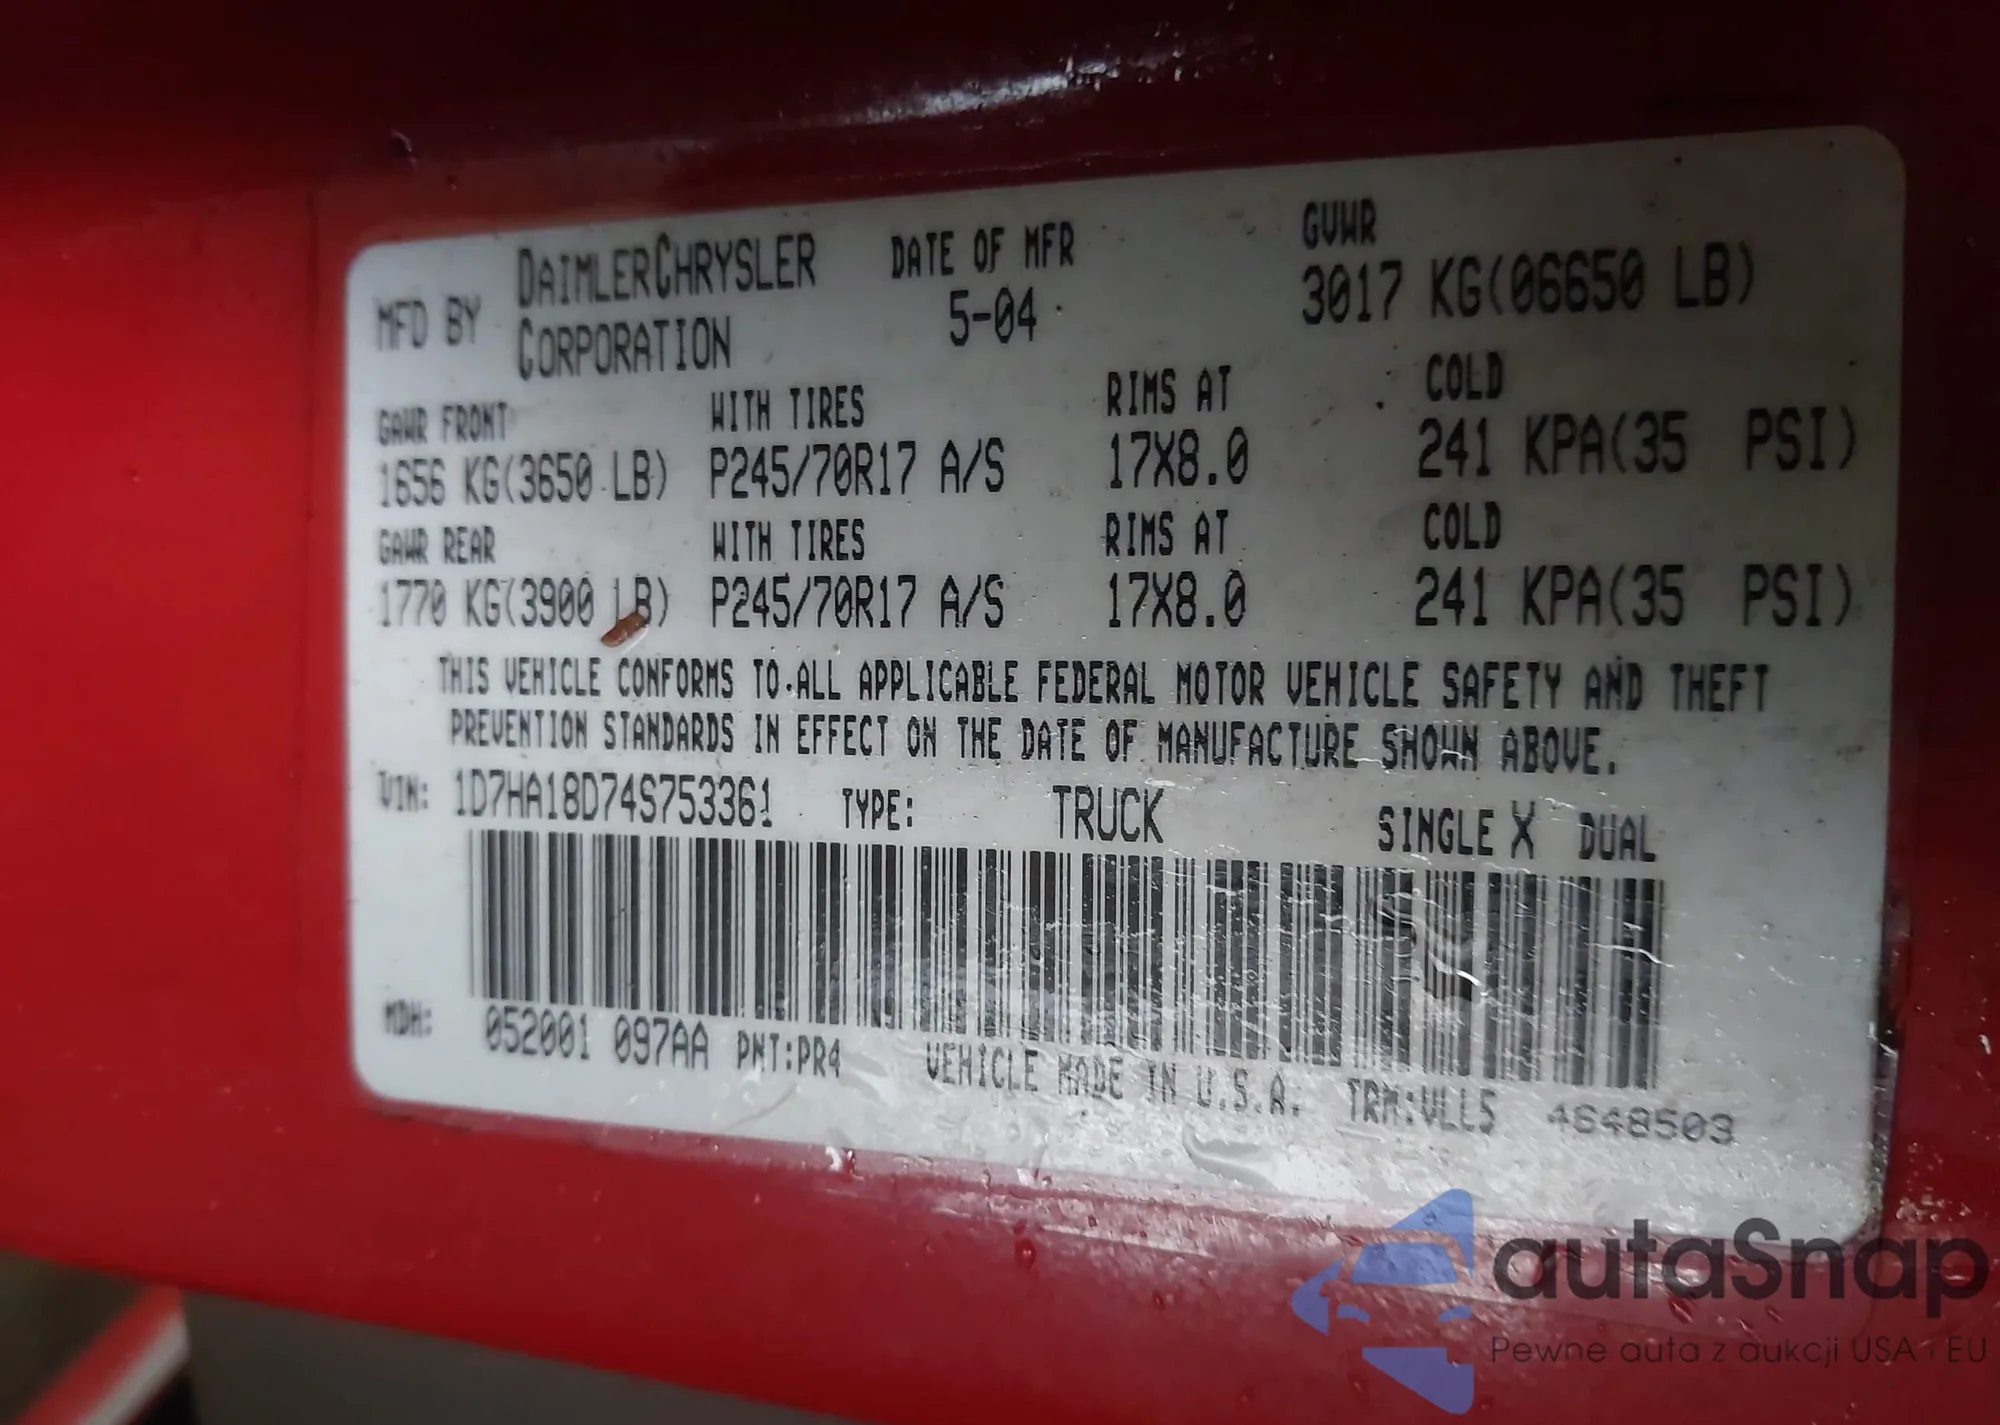 MFD BY DAIMLERCHRYSLER CORPORATION DATE OF MFR 5-04 GVWR 3017 KG(06650 LB)
GAWR FRONT WITH TIRES RIMS AT COLD
1656 KG(3650 LB) P245/70R17 A/S 17X8.0 241 KPA(35 PSI)
GAWR REAR WITH TIRES RIMS AT COLD
1770 KG(3900 LB) P245/70R17 A/S 17X8.0 241 KPA(35 PSI)
THIS VEHICLE CONFORMS TO ALL APPLICABLE FEDERAL MOTOR VEHICLE SAFETY AND THEFT
PREVENTION STANDARDS IN EFFECT ON THE DATE OF MANUFACTURE SHOWN ABOVE.
VIN: 1D7HA18D74S753361 TYPE: TRUCK SINGLE X DUAL
MDH: 052001 097AA PNT:PR4 VEHICLE MADE IN U.S.A. TRM:VLL5 4648503
autaSnap
Pewne auta z aukcji USA i EU